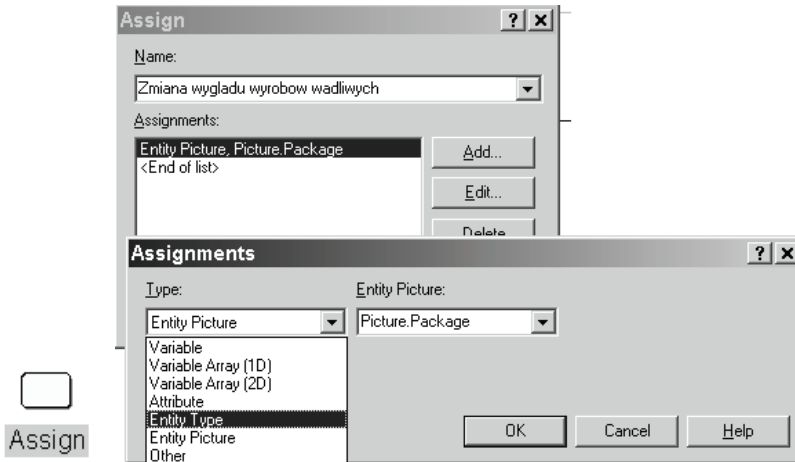 Assign
Name:
Zmiana wygladu wyrobow wadliwych
Assignments:
Entity Picture, Picture.Package
<End of list>
Add...
Edit...
Delete
Assignments
Type:
Entity Picture:
Entity Picture
Picture.Package
Variable
Variable Array (1D)
Variable Array (2D)
Attribute
Entity Type
Entity Picture
Other
OK
Cancel
Help
Assign